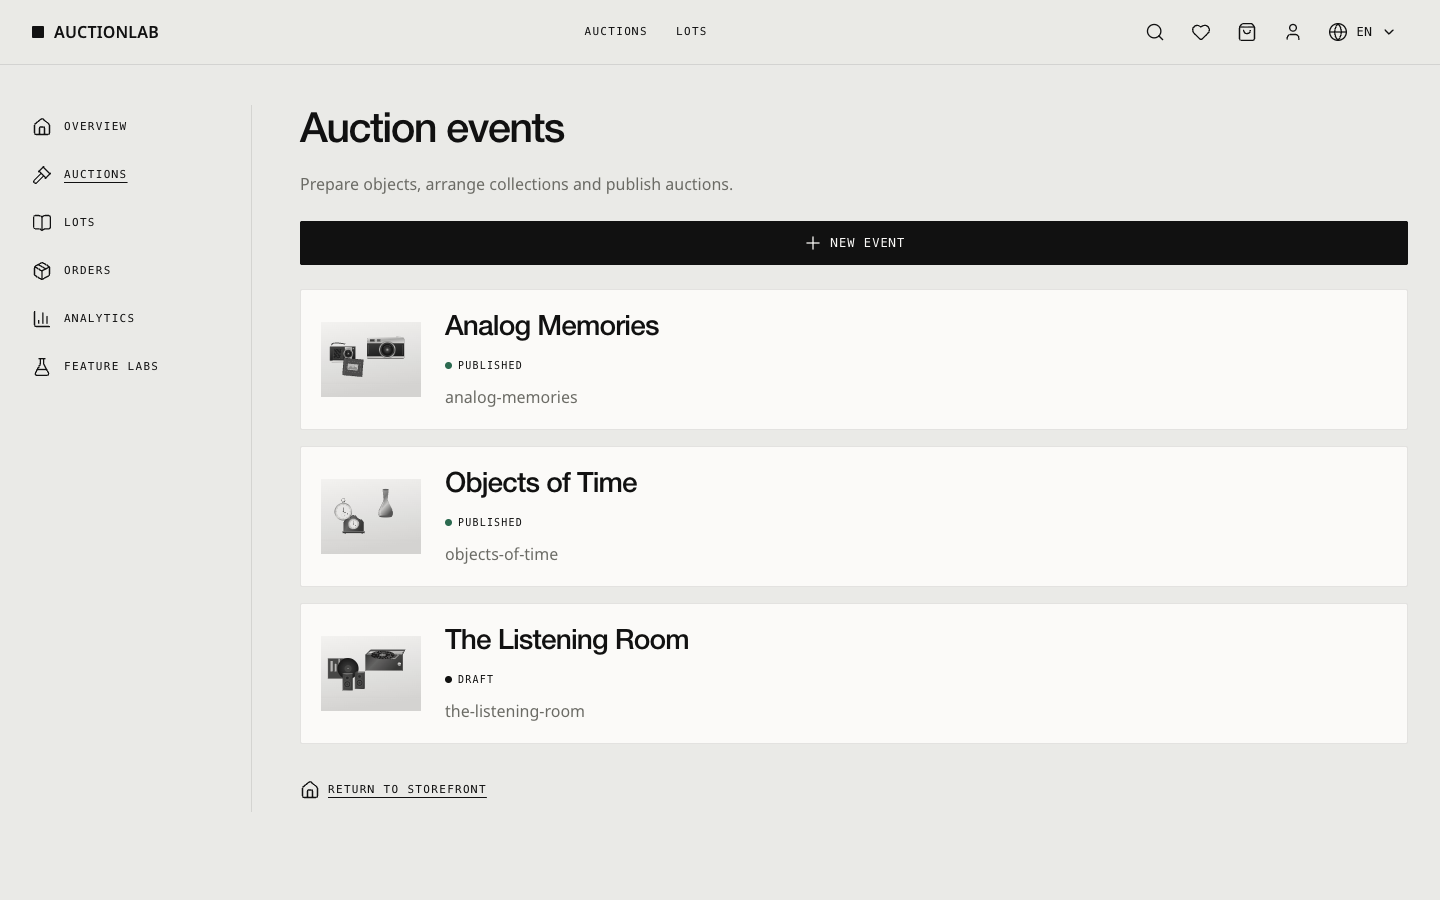 AUCTIONLAB
AUCTIONS
LOTS
EN
OVERVIEW
AUCTIONS
LOTS
ORDERS
ANALYTICS
FEATURE LABS
Auction events
Prepare objects, arrange collections and publish auctions.
NEW EVENT
Analog Memories
PUBLISHED
analog-memories
Objects of Time
PUBLISHED
objects-of-time
The Listening Room
DRAFT
the-listening-room
RETURN TO STOREFRONT